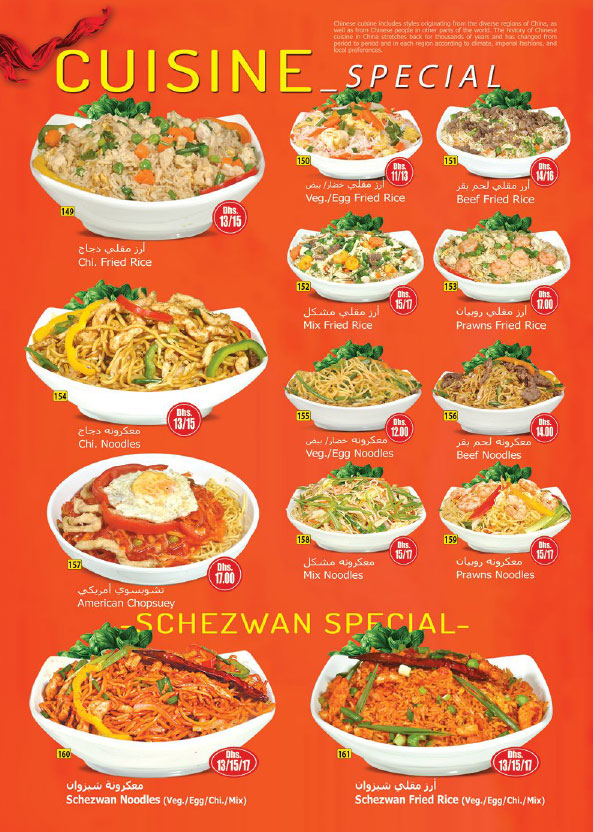 Chinese cuisine includes styles originating from the diverse regions of China, as
well as from Chinese people in other parts of the world. The history of Chinese
cuisine in China stretches back for thousands of years and has changed from
period to period and in each region according to climate, imperial fashions, and
local preferences.
CUISINE_SPECIAL
149
Dhs.
13/15
أرز مقلي دجاج
Chi. Fried Rice
150
Dhs.
11/13
أرز مقلي خضار/بيض
Veg./Egg Fried Rice
151
Dhs.
14/16
أرز مقلي لحم بقر
Beef Fried Rice
152
Dhs.
15/17
أرز مقلي مشكل
Mix Fried Rice
153
Dhs.
17.00
أرز مقلي روبيان
Prawns Fried Rice
154
Dhs.
13/15
معكرونه دجاج
Chi. Noodles
155
Dhs.
12.00
معكرونه خضار/بيض
Veg./Egg Noodles
156
Dhs.
14.00
معكرونه لحم بقر
Beef Noodles
157
Dhs.
17.00
تشوبسوي أمريكي
American Chopsuey
158
Dhs.
15/17
معكرونه مشكل
Mix Noodles
159
Dhs.
15/17
معكرونه روبيان
Prawns Noodles
-SCHEZWAN SPECIAL-
160
Dhs.
13/15/17
معكرونة شيزوان
Schezwan Noodles (Veg./Egg/Chi./Mix)
161
Dhs.
13/15/17
أرز مقلي شيزوان
Schezwan Fried Rice (Veg./Egg/Chi./Mix)